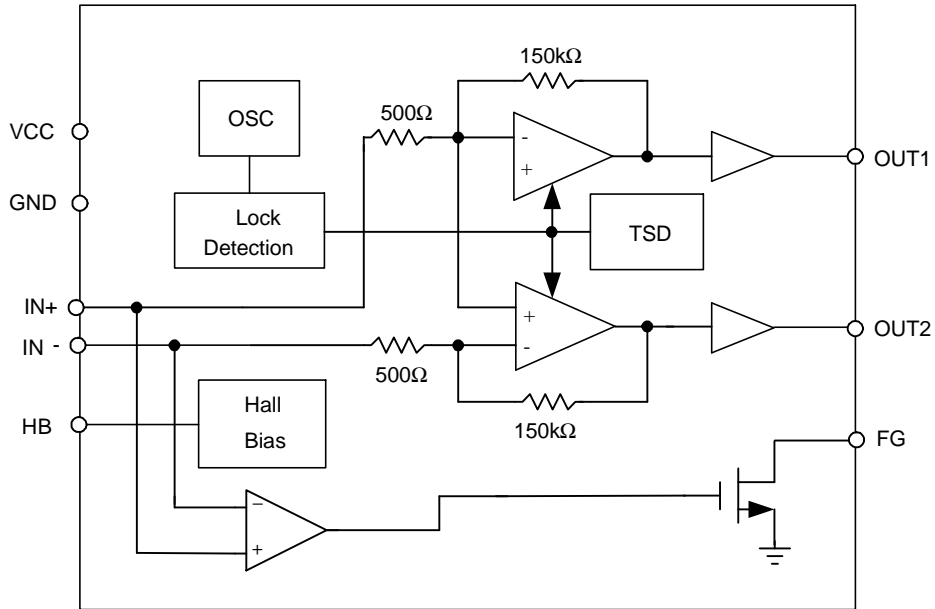 150kΩ
OSC
500Ω
VCC
-
+
OUT1
GND
Lock
Detection
TSD
IN+
IN -
+
-
OUT2
500Ω
Hall
Bias
150kΩ
HB
FG
−
+